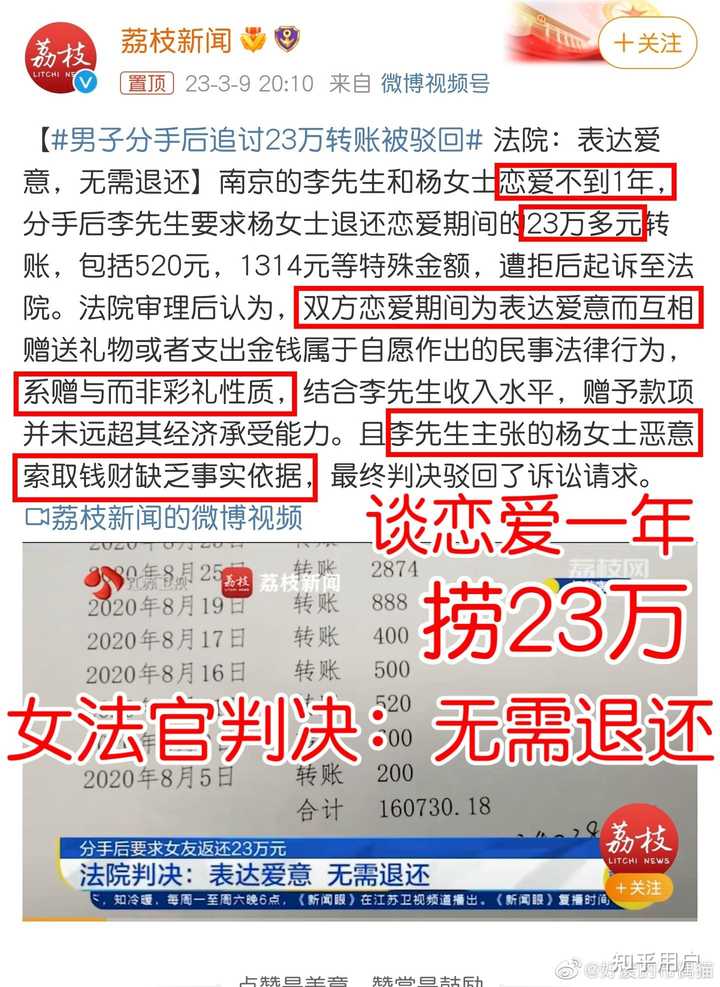 荔枝新闻
+关注
荔枝
LITCHI NEWS
置顶 23-3-9 20:10 来自 微博视频号
【#男子分手后追讨23万转账被驳回# 法院：表达爱
意，无需退还】南京的李先生和杨女士恋爱不到1年，
分手后李先生要求杨女士退还恋爱期间的23万多元转
账，包括520元，1314元等特殊金额，遭拒后起诉至法
院。法院审理后认为，双方恋爱期间为表达爱意而互相
赠送礼物或者支出金钱属于自愿作出的民事法律行为，
系赠与而非彩礼性质，结合李先生收入水平，赠予款项
并未远超其经济承受能力。且李先生主张的杨女士恶意
索取钱财缺乏事实依据，最终判决驳回了诉讼请求。
荔枝新闻的微博视频
谈恋爱一年
捞23万
女法官判决：无需退还
荔枝 荔枝新闻
荔枝网
2020年8月25日 转账 2874
2020年8月19日 转账 888
2020年8月17日 转账 400
2020年8月16日 转账 500
520
2020年8月5日 转账 200
合计 160730.18
分手后要求女友返还23万元
法院判决：表达爱意 无需退还
知冷暖，每周一至周六晚6点，《新闻眼》在江苏卫视频道播出。《新闻眼》复播时间
荔枝
LITCHI NEWS
+关注
知乎用户
点赞是美意，赞赏是鼓励